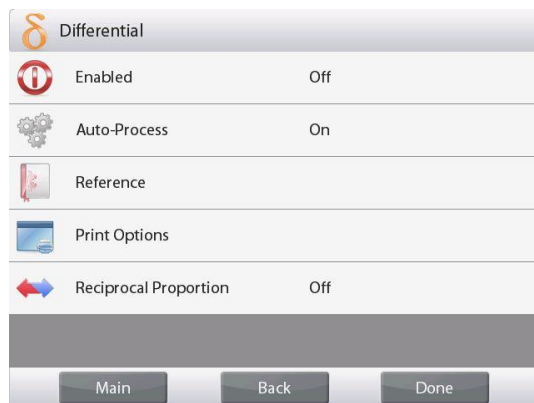 δ Differential
Enabled Off
Auto-Process On
Reference
Print Options
Reciprocal Proportion Off
Main Back Done